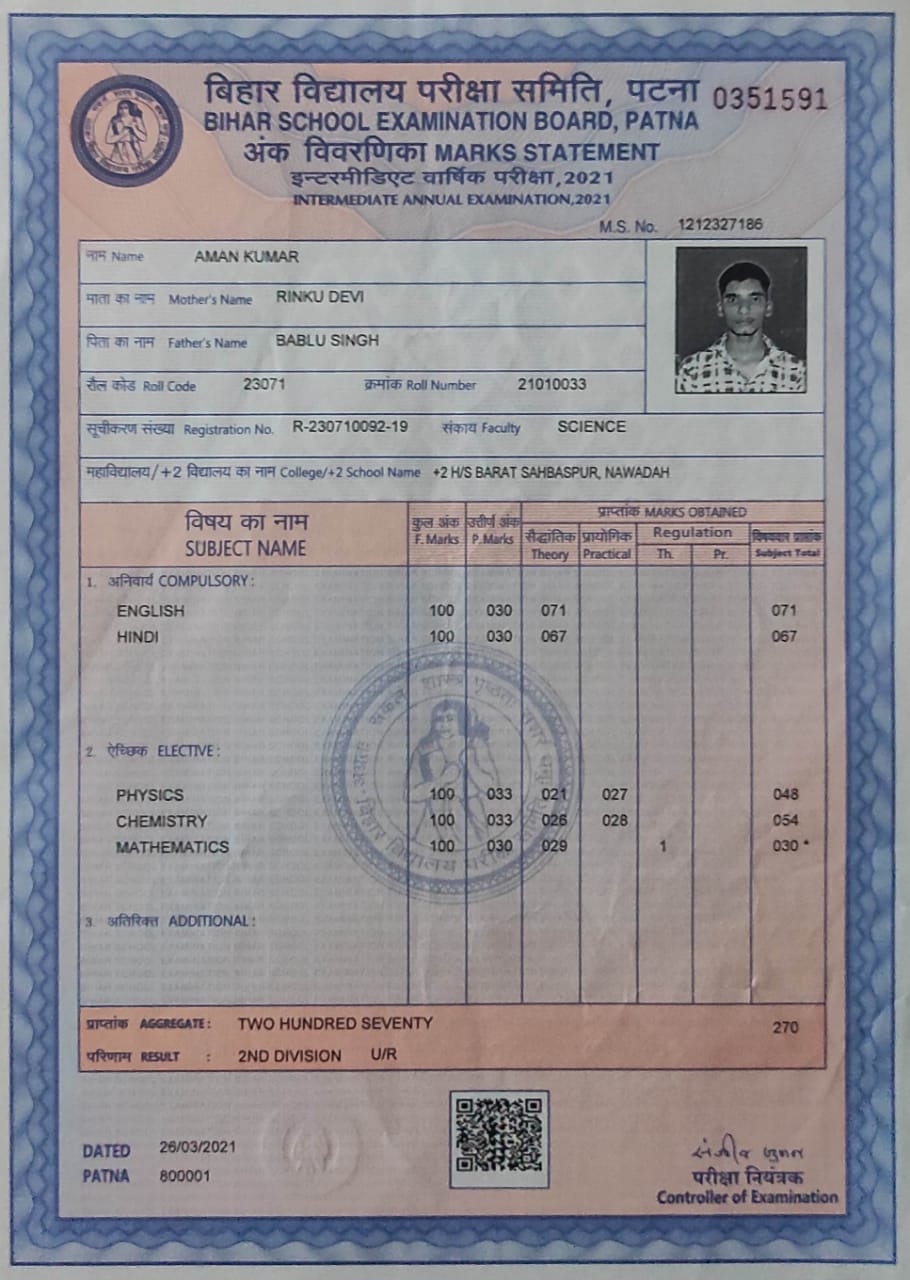 बिहार विद्यालय परीक्षा समिति, पटना
0351591
BIHAR SCHOOL EXAMINATION BOARD, PATNA
अंक विवरणिका MARKS STATEMENT
इन्टरमीडिएट वार्षिक परीक्षा,2021
INTERMEDIATE ANNUAL EXAMINATION,2021
M.S. No. 1212327186
नाम Name AMAN KUMAR
माता का नाम Mother's Name RINKU DEVI
पिता का नाम Father's Name BABLU SINGH
रौल कोड Roll Code 23071 क्रमांक Roll Number 21010033
सूचीकरण संख्या Registration No. R-230710092-19 संकाय Faculty SCIENCE
महाविद्यालय/+2 विद्यालय का नाम College/+2 School Name +2 H/S BARAT SAHBASPUR, NAWADAH
विषय का नाम कुल अंक उत्तीर्ण अंक प्राप्तांक MARKS OBTAINED
SUBJECT NAME F. Marks P. Marks सैद्धांतिक प्रायोगिक Regulation विषयवार प्राप्तांक
Theory Practical Th. Pr. Subject Total
1. अनिवार्य COMPULSORY:
ENGLISH 100 030 071 071
HINDI 100 030 067 067
2. ऐच्छिक ELECTIVE:
PHYSICS 100 033 021 027 048
CHEMISTRY 100 033 026 028 054
MATHEMATICS 100 030 029 1 030 *
3. अतिरिक्त ADDITIONAL:
प्राप्तांक AGGREGATE: TWO HUNDRED SEVENTY 270
परिणाम RESULT : 2ND DIVISION U/R
DATED 26/03/2021
PATNA 800001
परीक्षा नियंत्रक
Controller of Examination